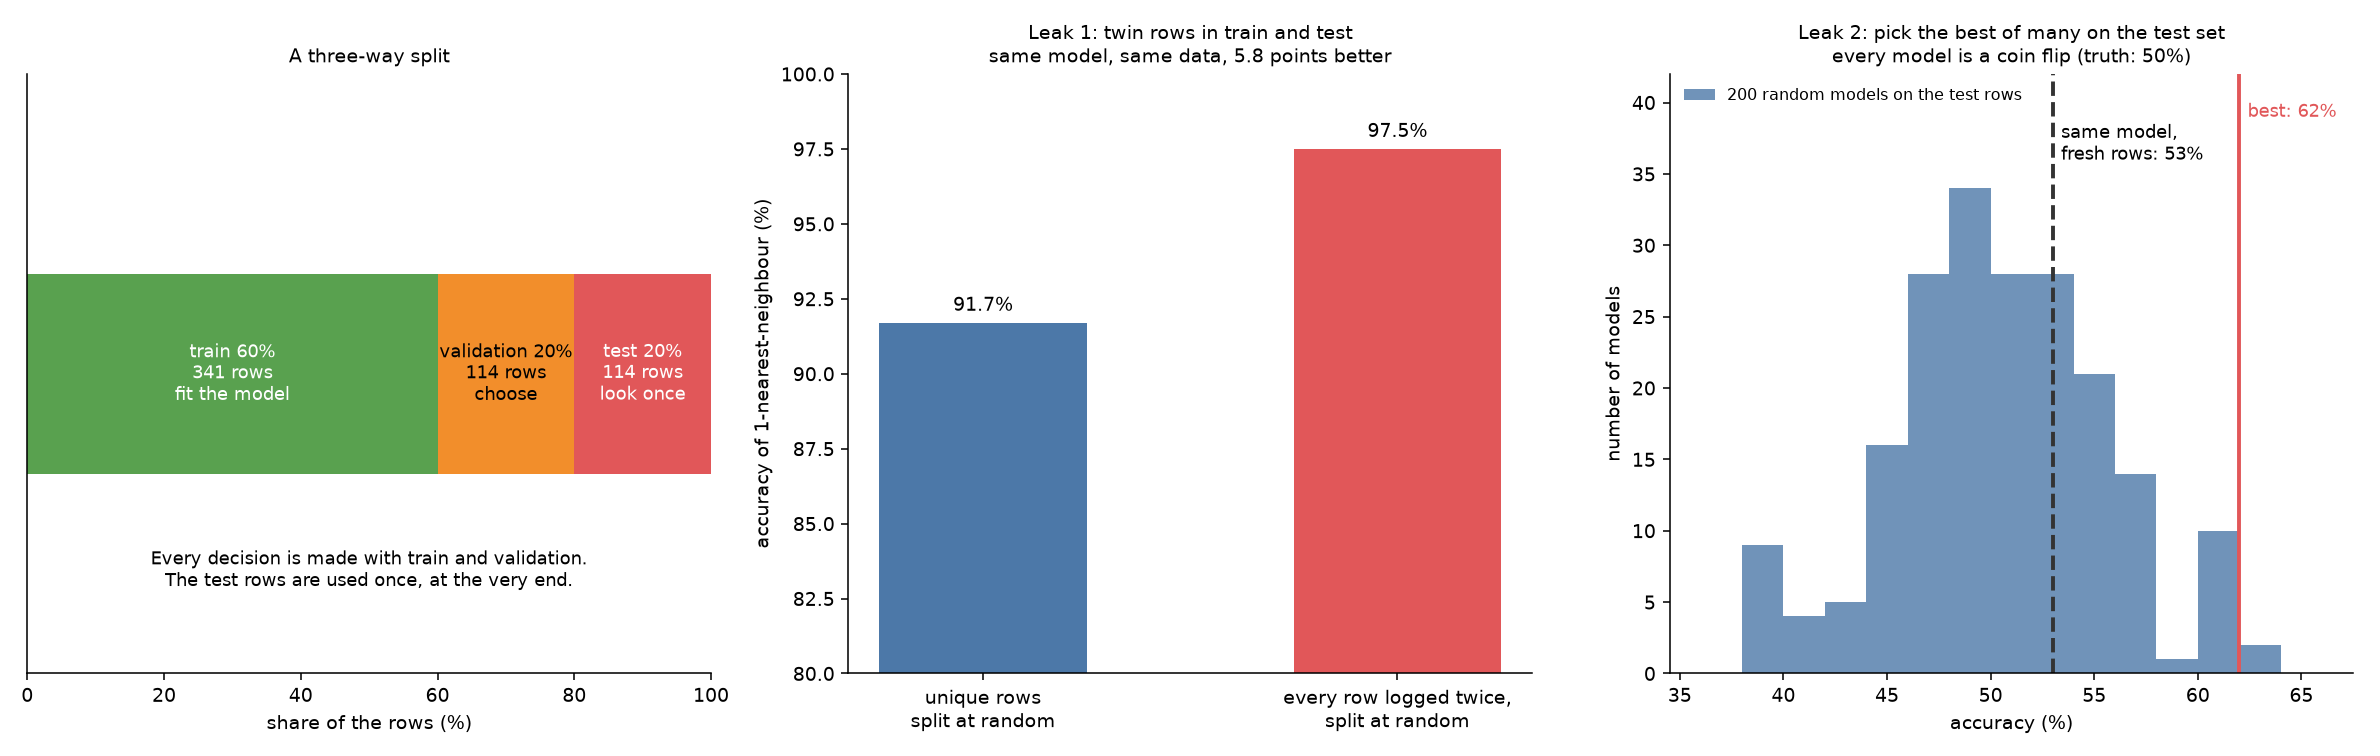 A three-way split
train 60%
341 rows
fit the model
validation 20%
114 rows
choose
test 20%
114 rows
look once
Every decision is made with train and validation.
The test rows are used once, at the very end.
0 20 40 60 80 100
share of the rows (%)
Leak 1: twin rows in train and test
same model, same data, 5.8 points better
accuracy of 1-nearest-neighbour (%)
100.0
97.5
95.0
92.5
90.0
87.5
85.0
82.5
80.0
91.7%
97.5%
unique rows
split at random
every row logged twice,
split at random
Leak 2: pick the best of many on the test set
every model is a coin flip (truth: 50%)
200 random models on the test rows
best: 62%
same model,
fresh rows: 53%
number of models
40
35
30
25
20
15
10
5
0
35 40 45 50 55 60 65
accuracy (%)